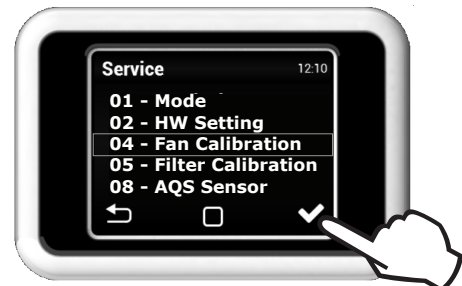 Service 12:10
01 - Mode
02 - HW Setting
04 - Fan Calibration
05 - Filter Calibration
08 - AQS Sensor